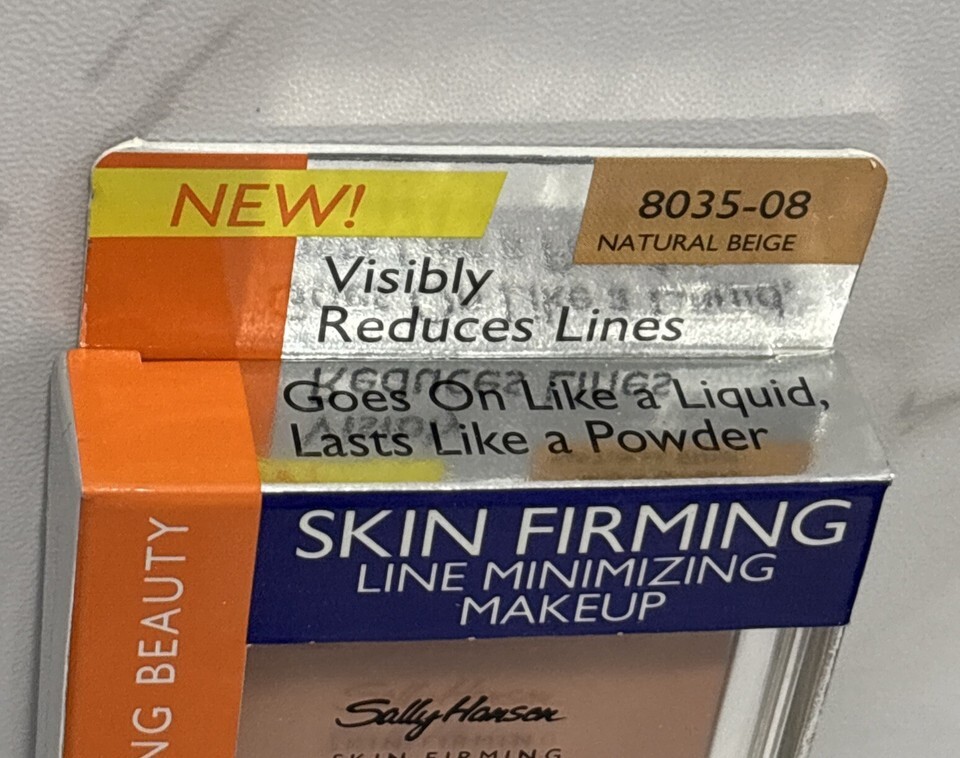 NEW!
8035-08
NATURAL BEIGE
Visibly
Reduces Lines
Goes On Like a Liquid,
Lasts Like a Powder
SKIN FIRMING
LINE MINIMIZING
MAKEUP
BEAUTY
Sally Hansen
SKIN FIRMING